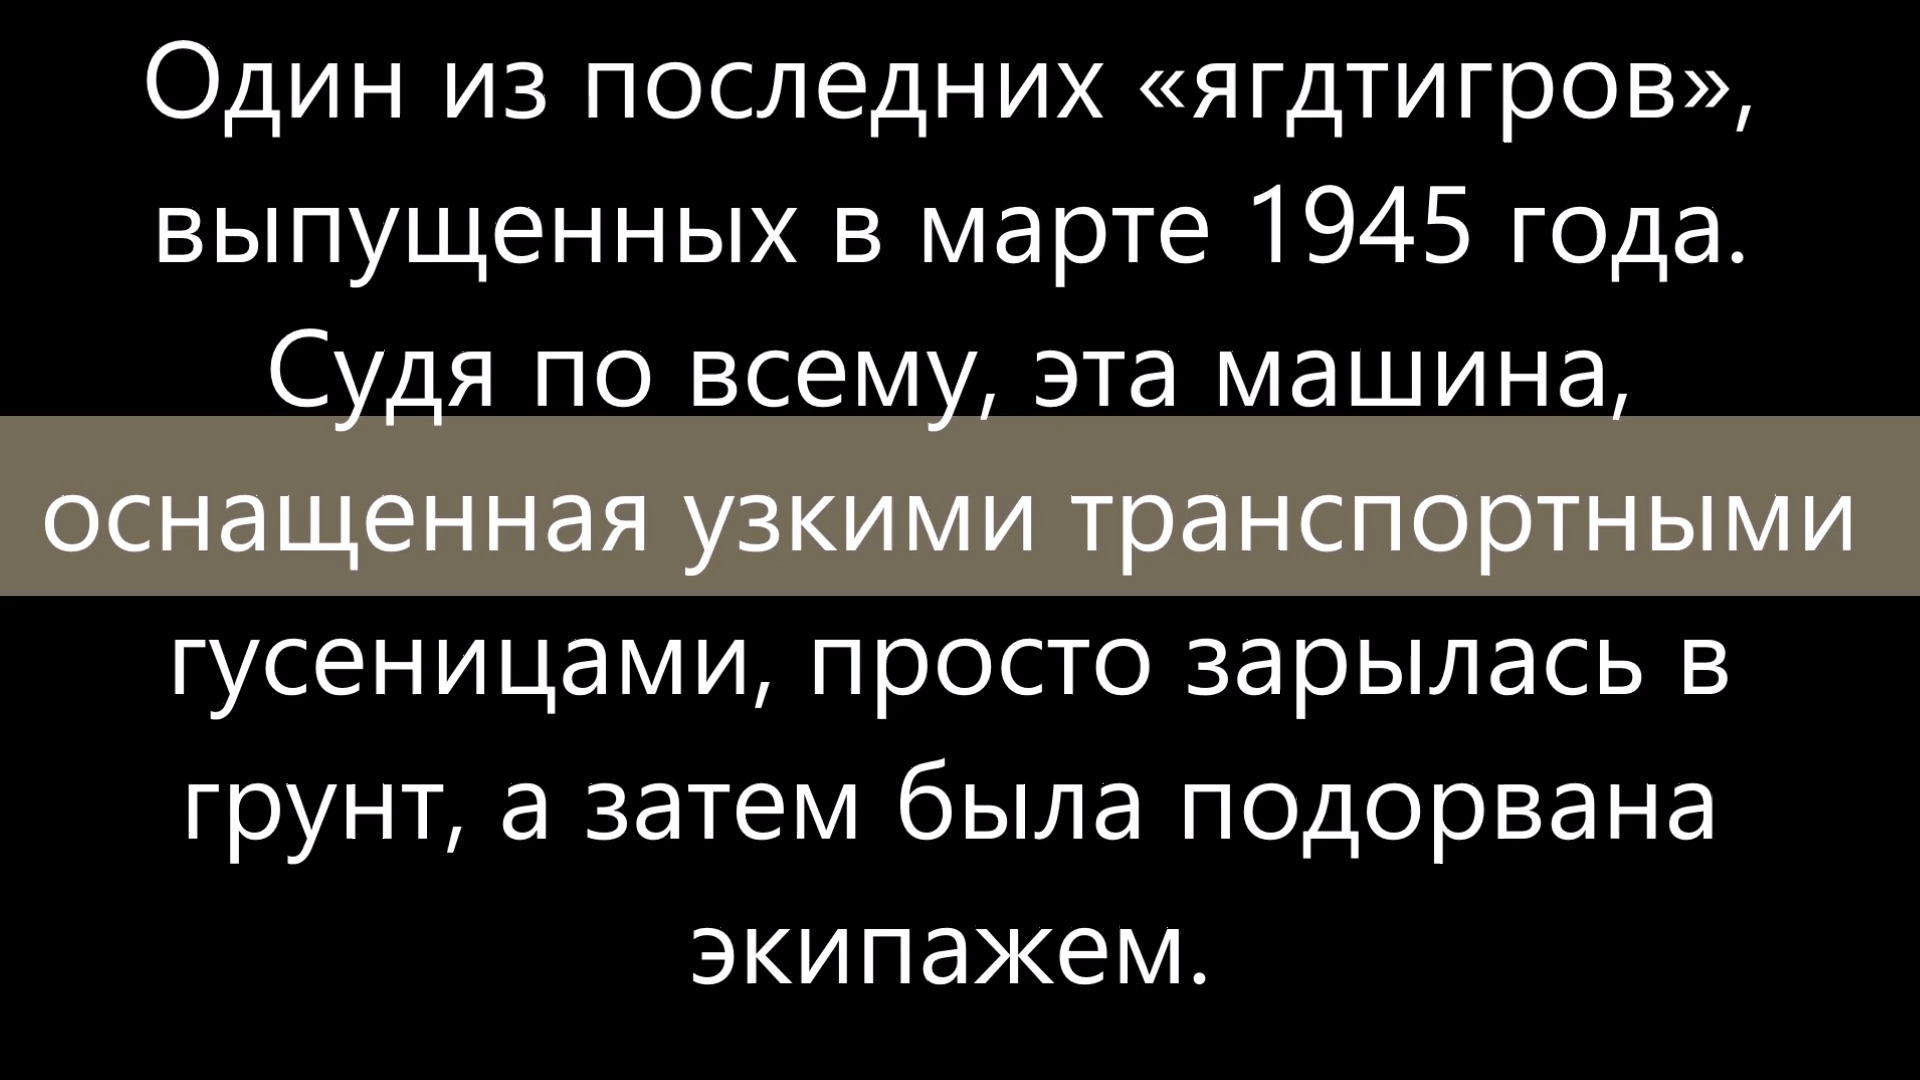 Один из последних «ягдтигров»,
выпущенных в марте 1945 года.
Судя по всему, эта машина,
оснащенная узкими транспортными
гусеницами, просто зарылась в
грунт, а затем была подорвана
экипажем.